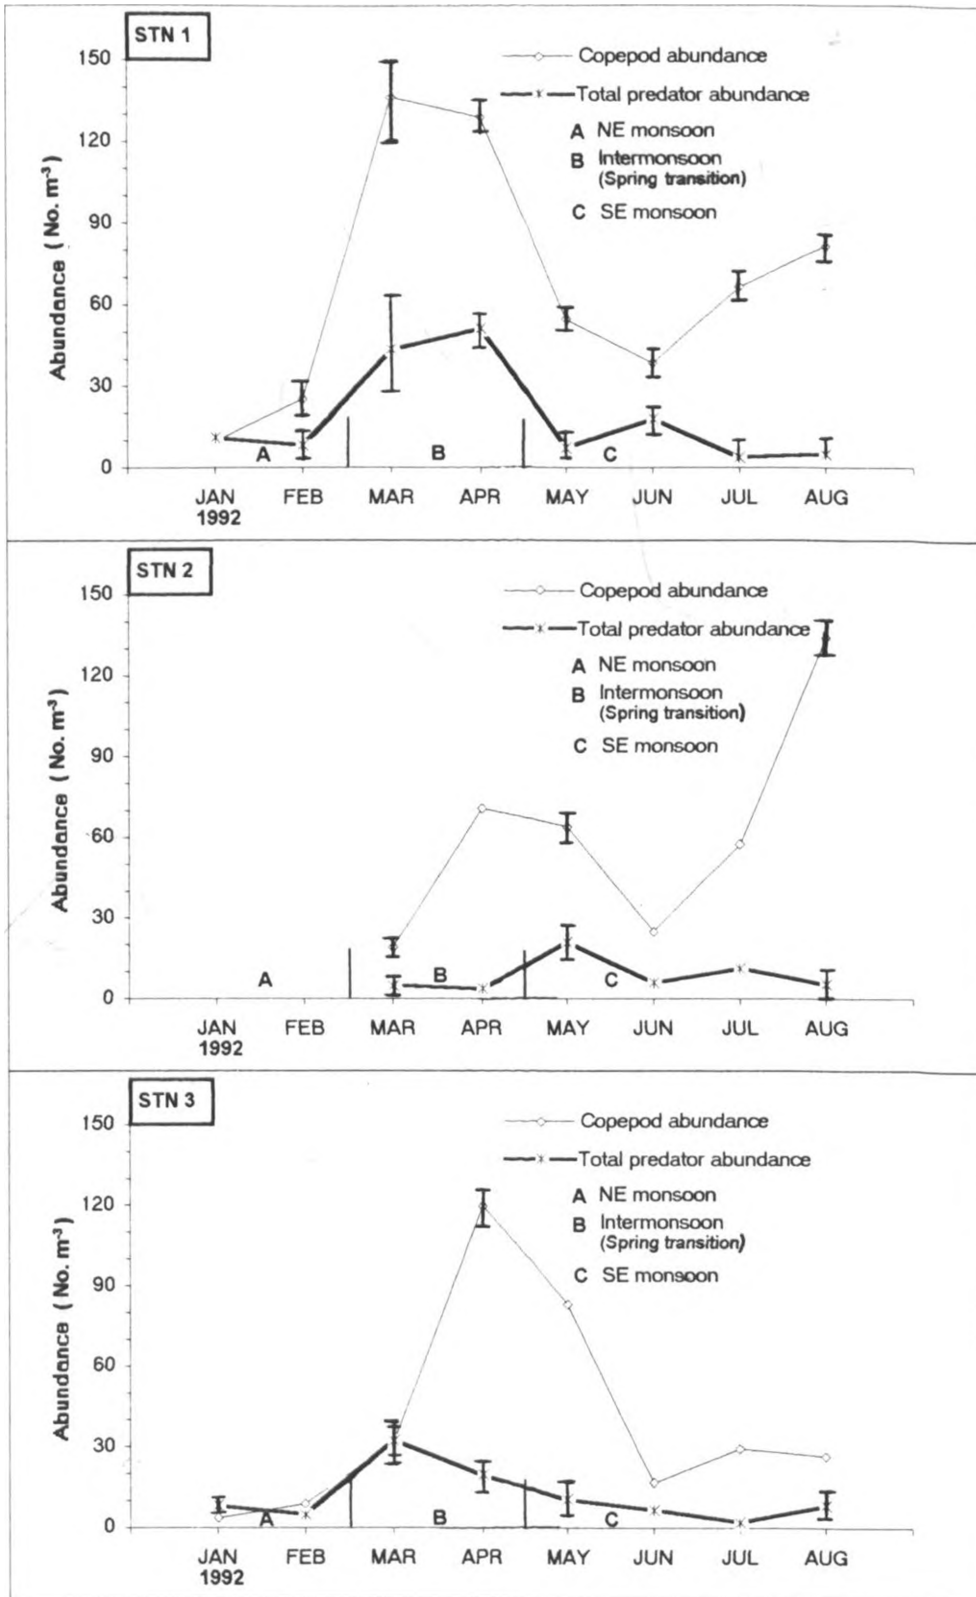 STN 1
Copepod abundance
Total predator abundance
A NE monsoon
B Intermonsoon
(Spring transition)
C SE monsoon
Abundance (No. m⁻³)
150
120
90
60
30
0
A
B
C
JAN FEB MAR APR MAY JUN JUL AUG
1992
STN 2
Copepod abundance
Total predator abundance
A NE monsoon
B Intermonsoon
(Spring transition)
C SE monsoon
Abundance (No. m⁻³)
150
120
90
60
30
0
A
B
C
JAN FEB MAR APR MAY JUN JUL AUG
1992
STN 3
Copepod abundance
Total predator abundance
A NE monsoon
B Intermonsoon
(Spring transition)
C SE monsoon
Abundance (No. m⁻³)
150
120
90
60
30
0
A
B
C
JAN FEB MAR APR MAY JUN JUL AUG
1992